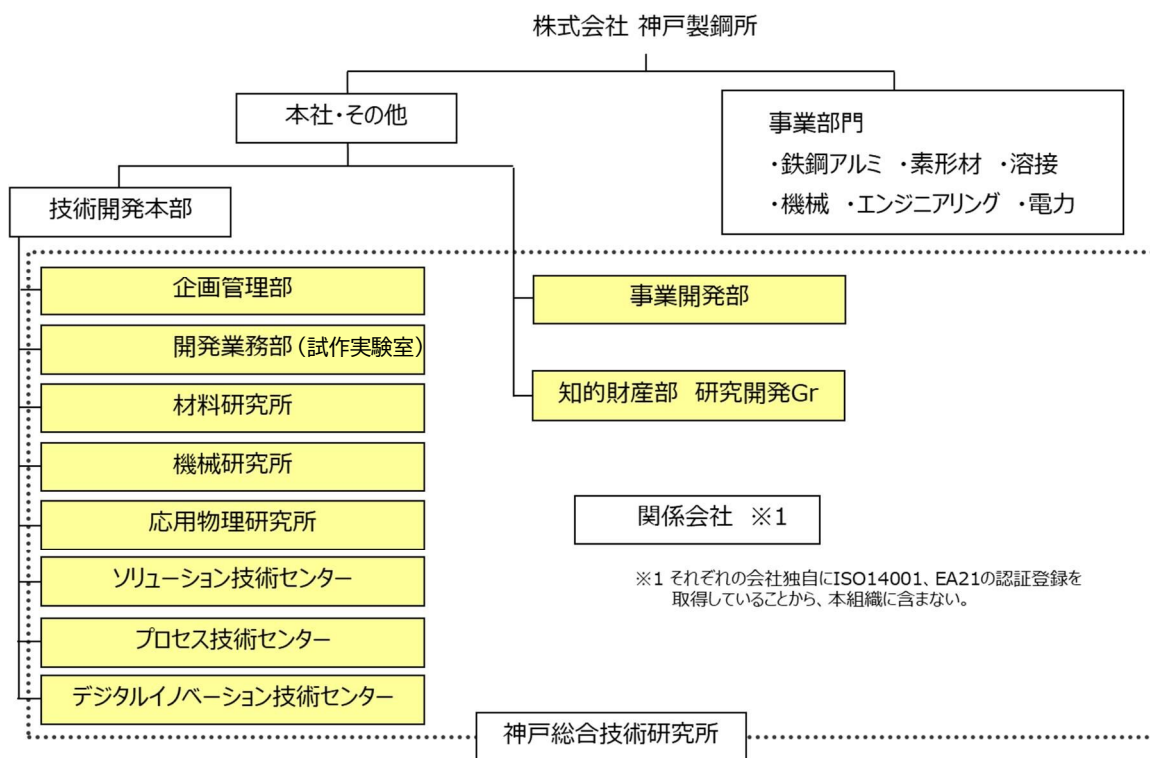 株式会社 神戸製鋼所
本社・その他
事業部門
・鉄鋼アルミ ・素形材 ・溶接
・機械 ・エンジニアリング ・電力
技術開発本部
企画管理部
開発業務部(試作実験室)
材料研究所
機械研究所
応用物理研究所
ソリューション技術センター
プロセス技術センター
デジタルイノベーション技術センター
事業開発部
知的財産部 研究開発Gr
関係会社 ※1
※1 それぞれの会社独自にISO14001、EA21の認証登録を
取得していることから、本組織に含まない。
神戸総合技術研究所